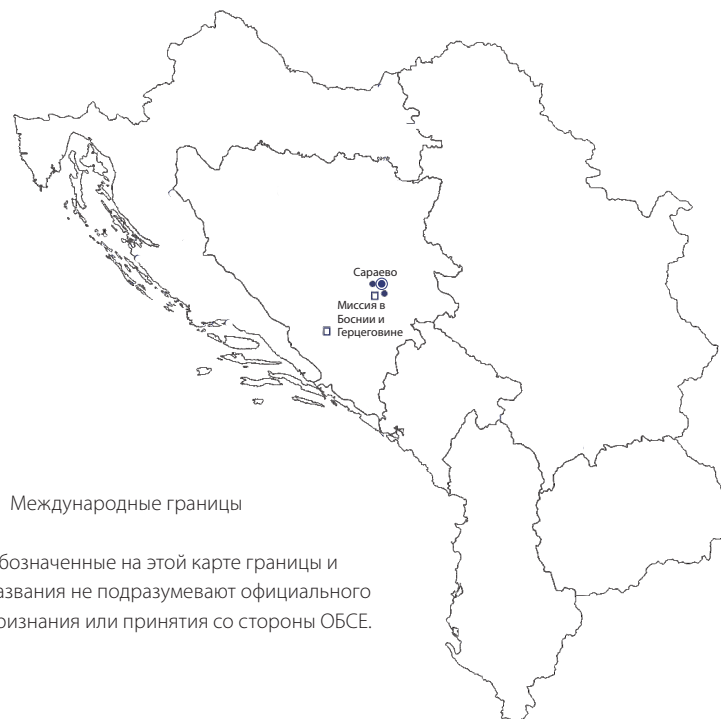 Сараево
Миссия в
Боснии и
Герцеговине
Международные границы
бозначенные на этой карте границы и
азвания не подразумевают официального
ризнания или принятия со стороны ОБСЕ.